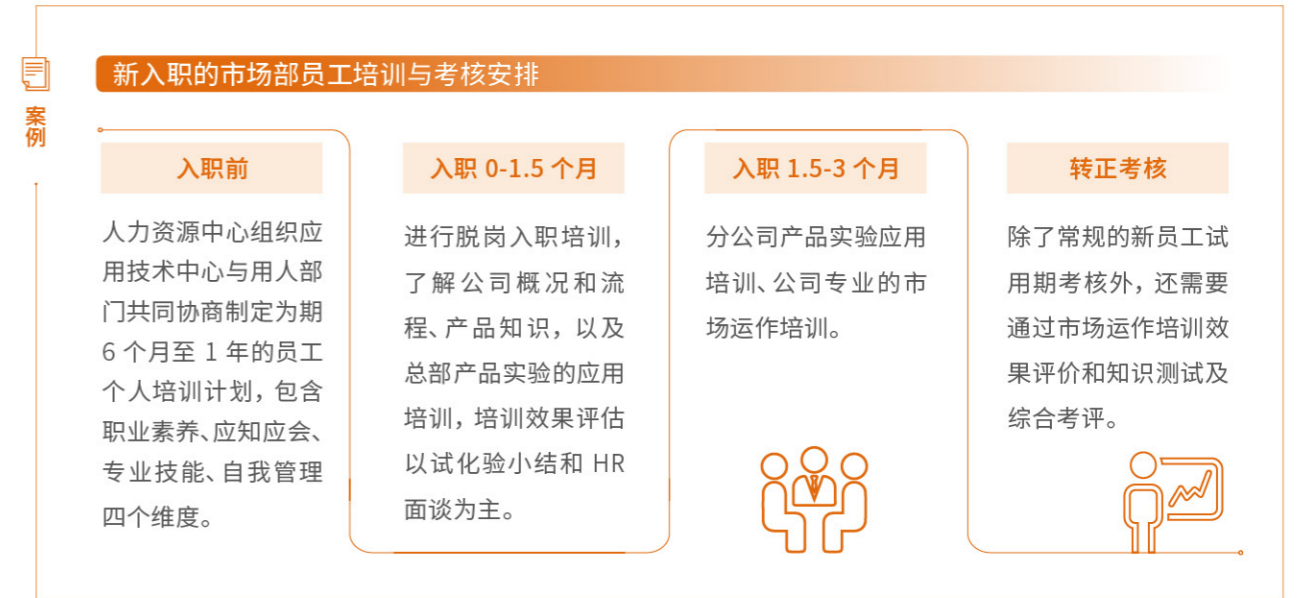 案例
新入职的市场部员工培训与考核安排
入职前
人力资源中心组织应
用技术中心与用人部
门共同协商制定为期
6 个月至 1 年的员工
个人培训计划，包含
职业素养、应知应会、
专业技能、自我管理
四个维度。
入职 0-1.5 个月
进行脱岗入职培训，
了解公司概况和流
程、产品知识，以及
总部产品实验的应用
培训，培训效果评估
以试化验小结和 HR
面谈为主。
入职 1.5-3 个月
分公司产品实验应用
培训、公司专业的市
场运作培训。
转正考核
除了常规的新员工试
用期考核外，还需要
通过市场运作培训效
果评价和知识测试及
综合考评。